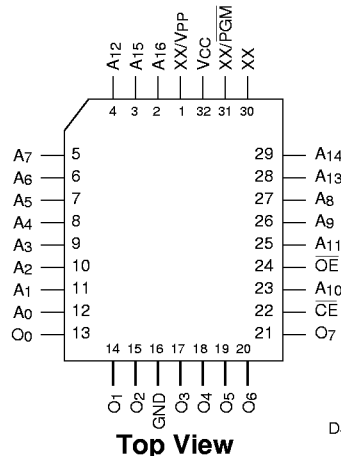 A12 A15 A16 XX/VPP VCC XX/PGM XX
4 3 2 1 32 31 30
A7 5 29 A14
A6 6 28 A13
A5 7 27 A8
A4 8 26 A9
A3 9 25 A11
A2 10 24 OE
A1 11 23 A10
A0 12 22 CE
O0 13 21 O7
14 15 16 17 18 19 20
O1 O2 GND O3 O4 O5 O6
Top View